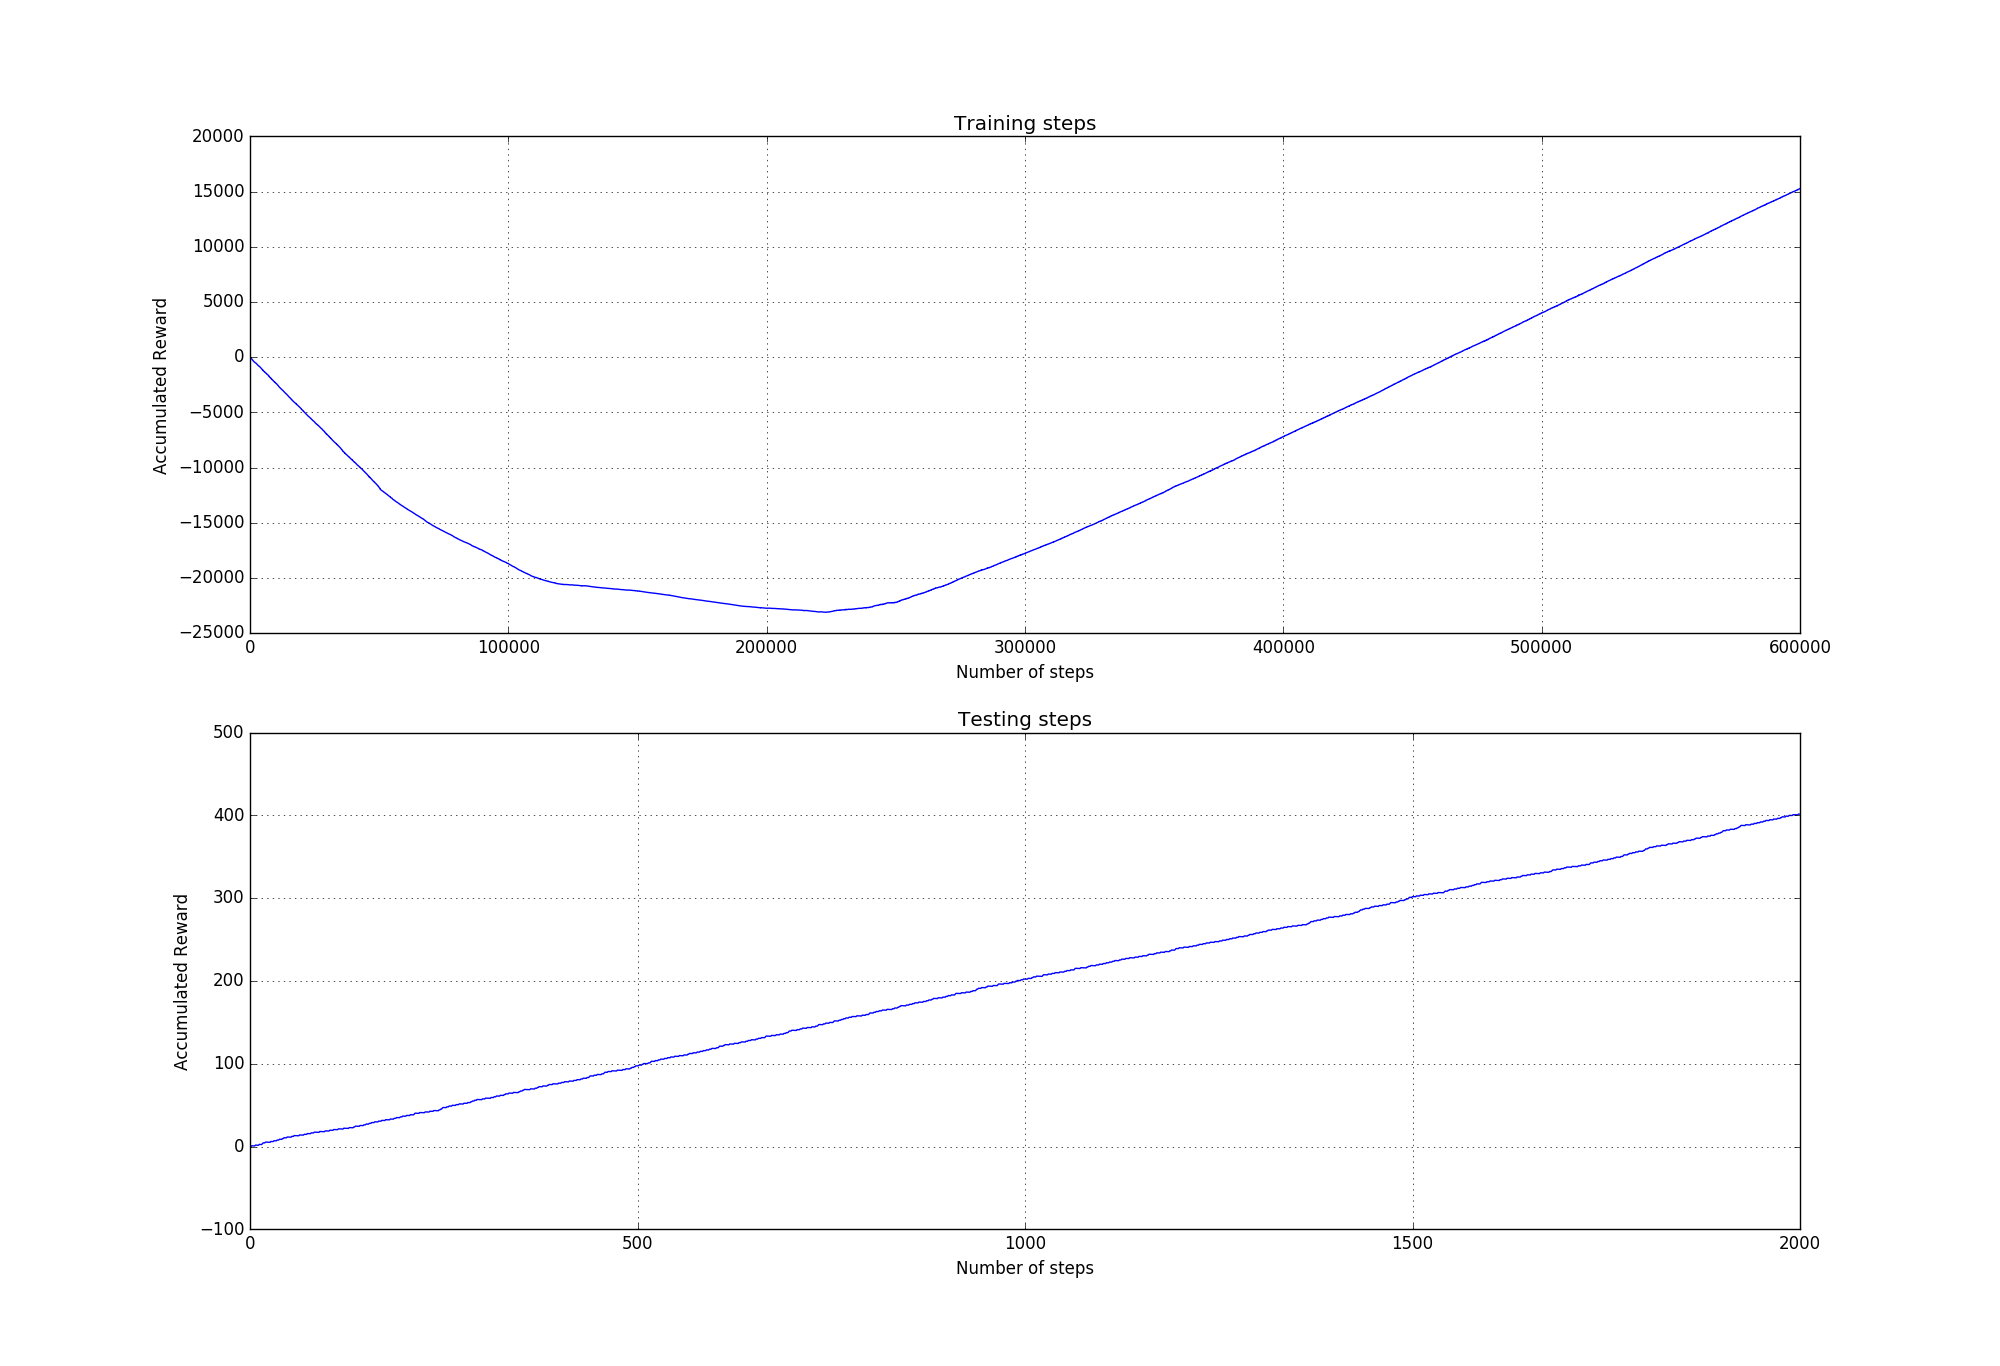 Training steps
20000
15000
10000
5000
0
−5000
−10000
−15000
−20000
−25000
Accumulated Reward
0 100000 200000 300000 400000 500000 600000
Number of steps
Testing steps
500
400
300
200
100
0
−100
Accumulated Reward
0 500 1000 1500 2000
Number of steps